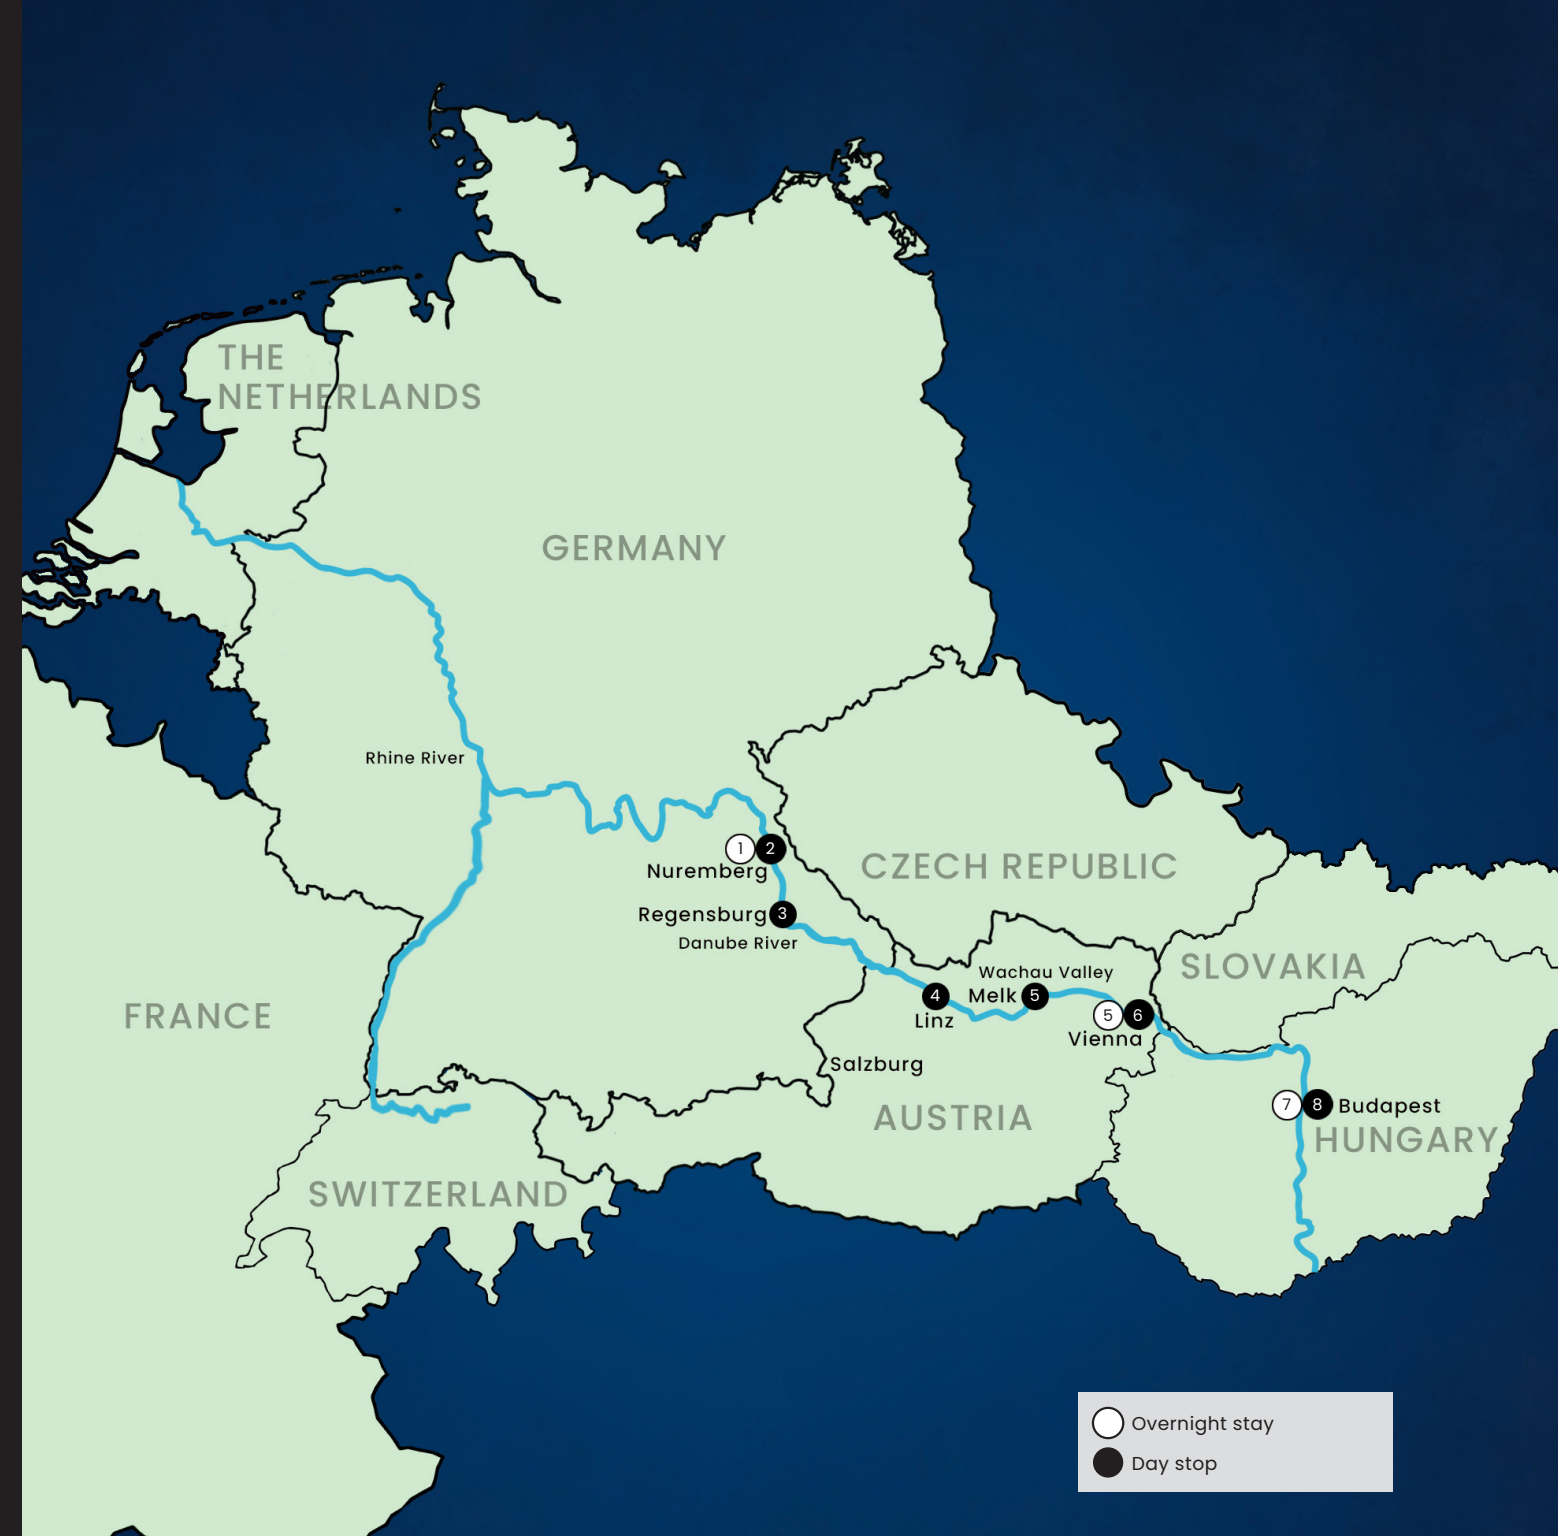 THE
NETHERLANDS
GERMANY
Rhine River
1 2
Nuremberg
CZECH REPUBLIC
Regensburg 3
Danube River
SLOVAKIA
Wachau Valley
4 Melk 5
Linz
5 6
Vienna
FRANCE
Salzburg
AUSTRIA
7 8 Budapest
HUNGARY
SWITZERLAND
Overnight stay
Day stop